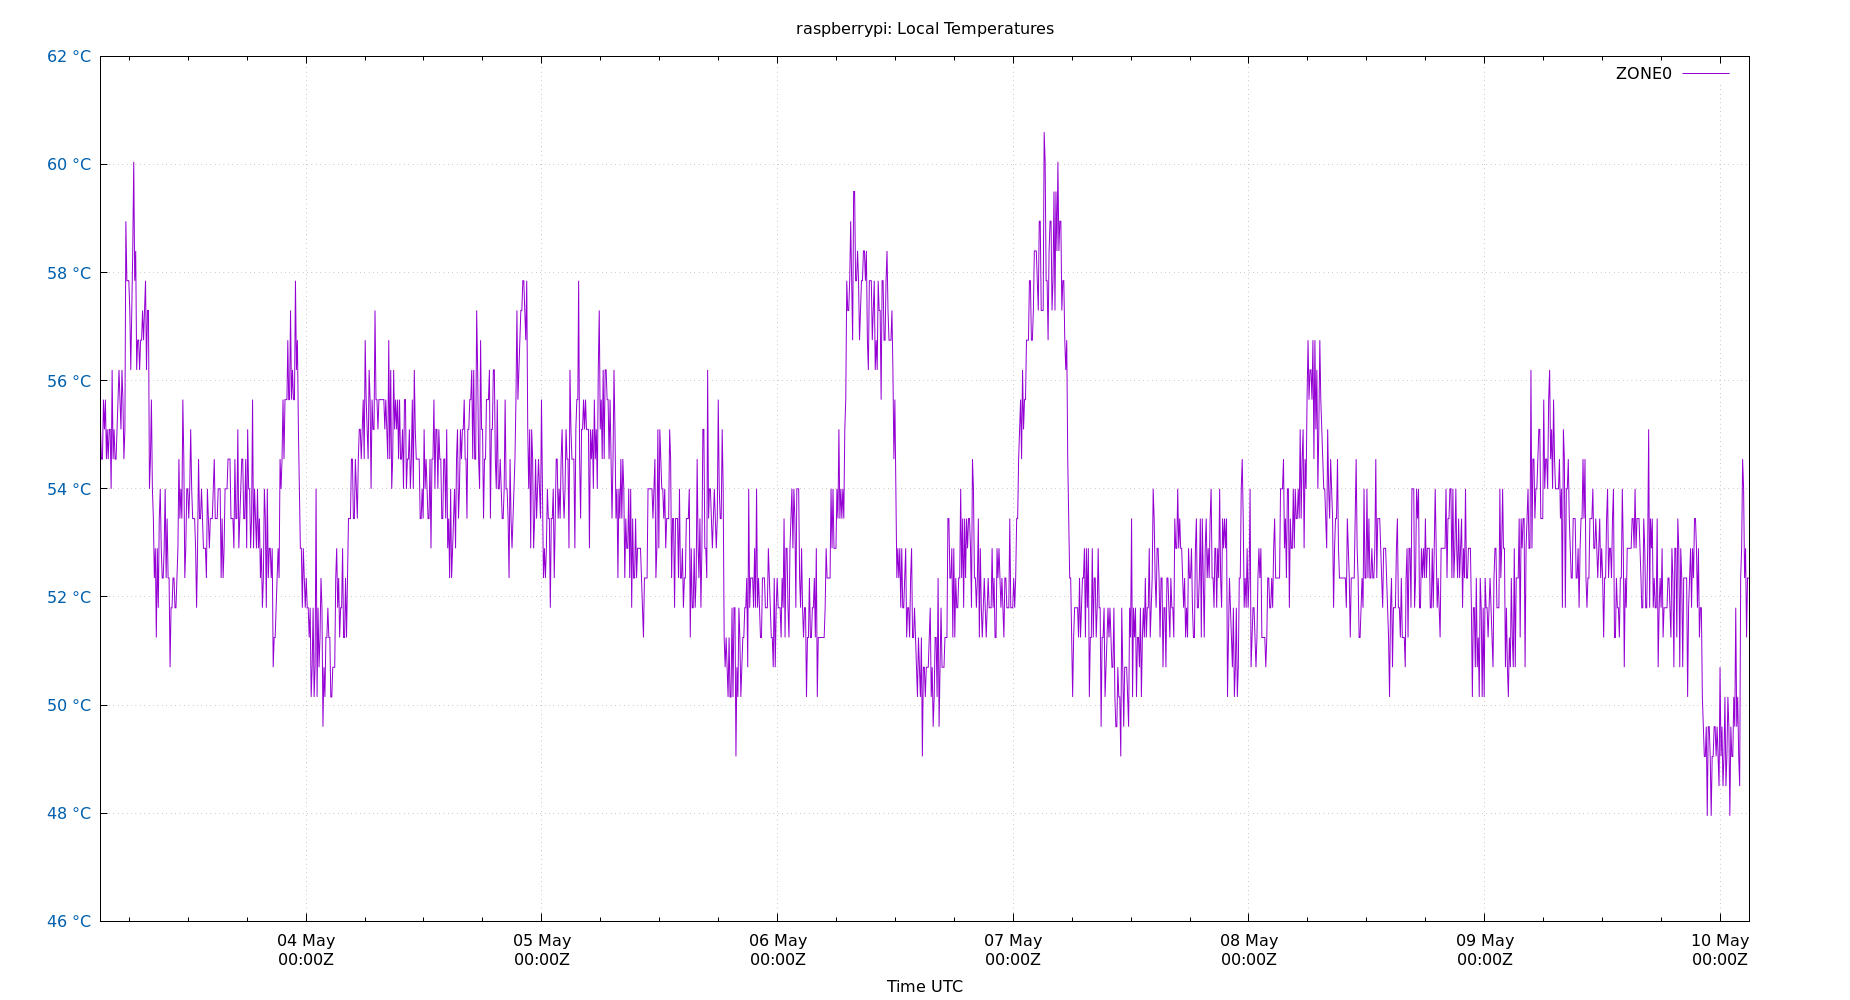 raspberrypi: Local Temperatures
ZONE0
62 °C
60 °C
58 °C
56 °C
54 °C
52 °C
50 °C
48 °C
46 °C
04 May
00:00Z
05 May
00:00Z
06 May
00:00Z
07 May
00:00Z
08 May
00:00Z
09 May
00:00Z
10 May
00:00Z
Time UTC